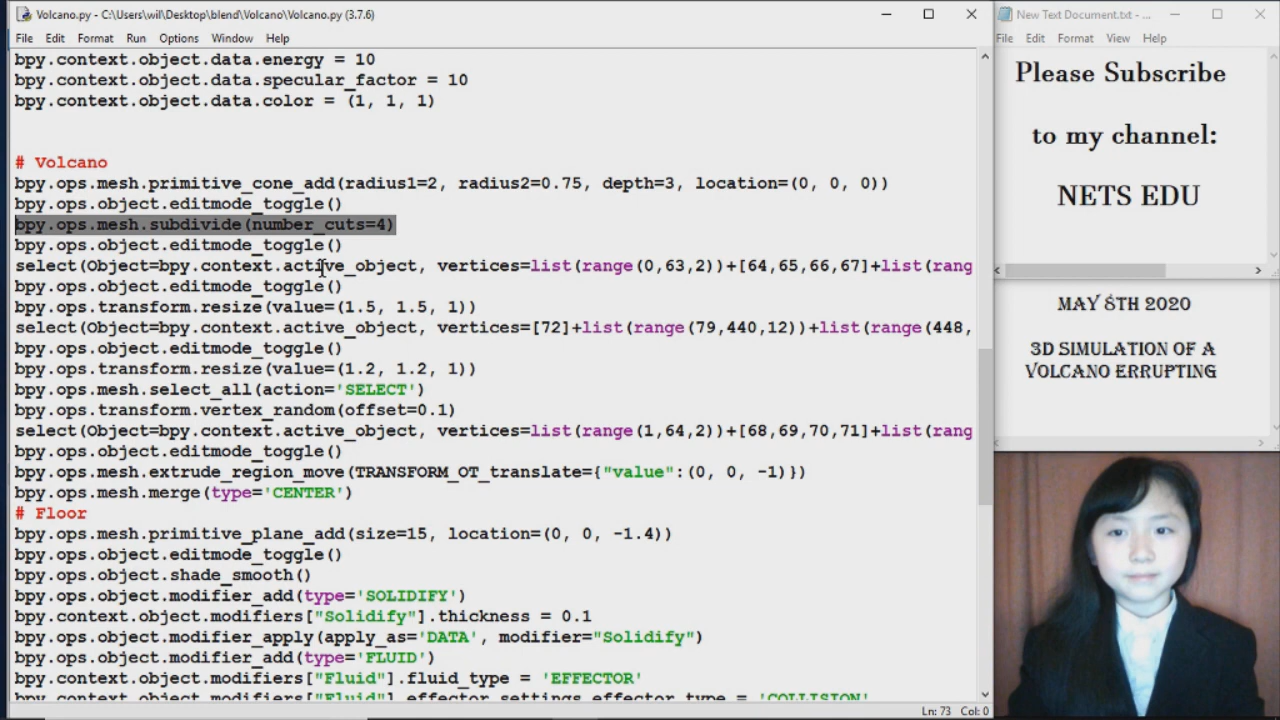 Volcano.py - C:\Users\wil\Desktop\blend\Volcano\Volcano.py (3.7.6)
File Edit Format Run Options Window Help
bpy.context.object.data.energy = 10
bpy.context.object.data.specular_factor = 10
bpy.context.object.data.color = (1, 1, 1)
# Volcano
bpy.ops.mesh.primitive_cone_add(radius1=2, radius2=0.75, depth=3, location=(0, 0, 0))
bpy.ops.object.editmode_toggle()
bpy.ops.mesh.subdivide(number_cuts=4)
bpy.ops.object.editmode_toggle()
select(Object=bpy.context.active_object, vertices=list(range(0,63,2))+[64,65,66,67]+list(rang
bpy.ops.object.editmode_toggle()
bpy.ops.transform.resize(value=(1.5, 1.5, 1))
select(Object=bpy.context.active_object, vertices=[72]+list(range(79,440,12))+list(range(448,
bpy.ops.object.editmode_toggle()
bpy.ops.transform.resize(value=(1.2, 1.2, 1))
bpy.ops.mesh.select_all(action='SELECT')
bpy.ops.transform.vertex_random(offset=0.1)
select(Object=bpy.context.active_object, vertices=list(range(1,64,2))+[68,69,70,71]+list(rang
bpy.ops.object.editmode_toggle()
bpy.ops.mesh.extrude_region_move(TRANSFORM_OT_translate={"value":(0, 0, -1)})
bpy.ops.mesh.merge(type='CENTER')
# Floor
bpy.ops.mesh.primitive_plane_add(size=15, location=(0, 0, -1.4))
bpy.ops.object.editmode_toggle()
bpy.ops.object.shade_smooth()
bpy.ops.object.modifier_add(type='SOLIDIFY')
bpy.context.object.modifiers["Solidify"].thickness = 0.1
bpy.ops.object.modifier_apply(apply_as='DATA', modifier="Solidify")
bpy.ops.object.modifier_add(type='FLUID')
bpy.context.object.modifiers["Fluid"].fluid_type = 'EFFECTOR'
bpy.context.object.modifiers["Fluid"].effector_settings.effector_type = 'COLLISION'
Ln: 73 Col: 0
New Text Document.txt - ...
File Edit Format View Help
Please Subscribe
to my channel:
NETS EDU
MAY 8TH 2020
3D SIMULATION OF A
VOLCANO ERRUPTING